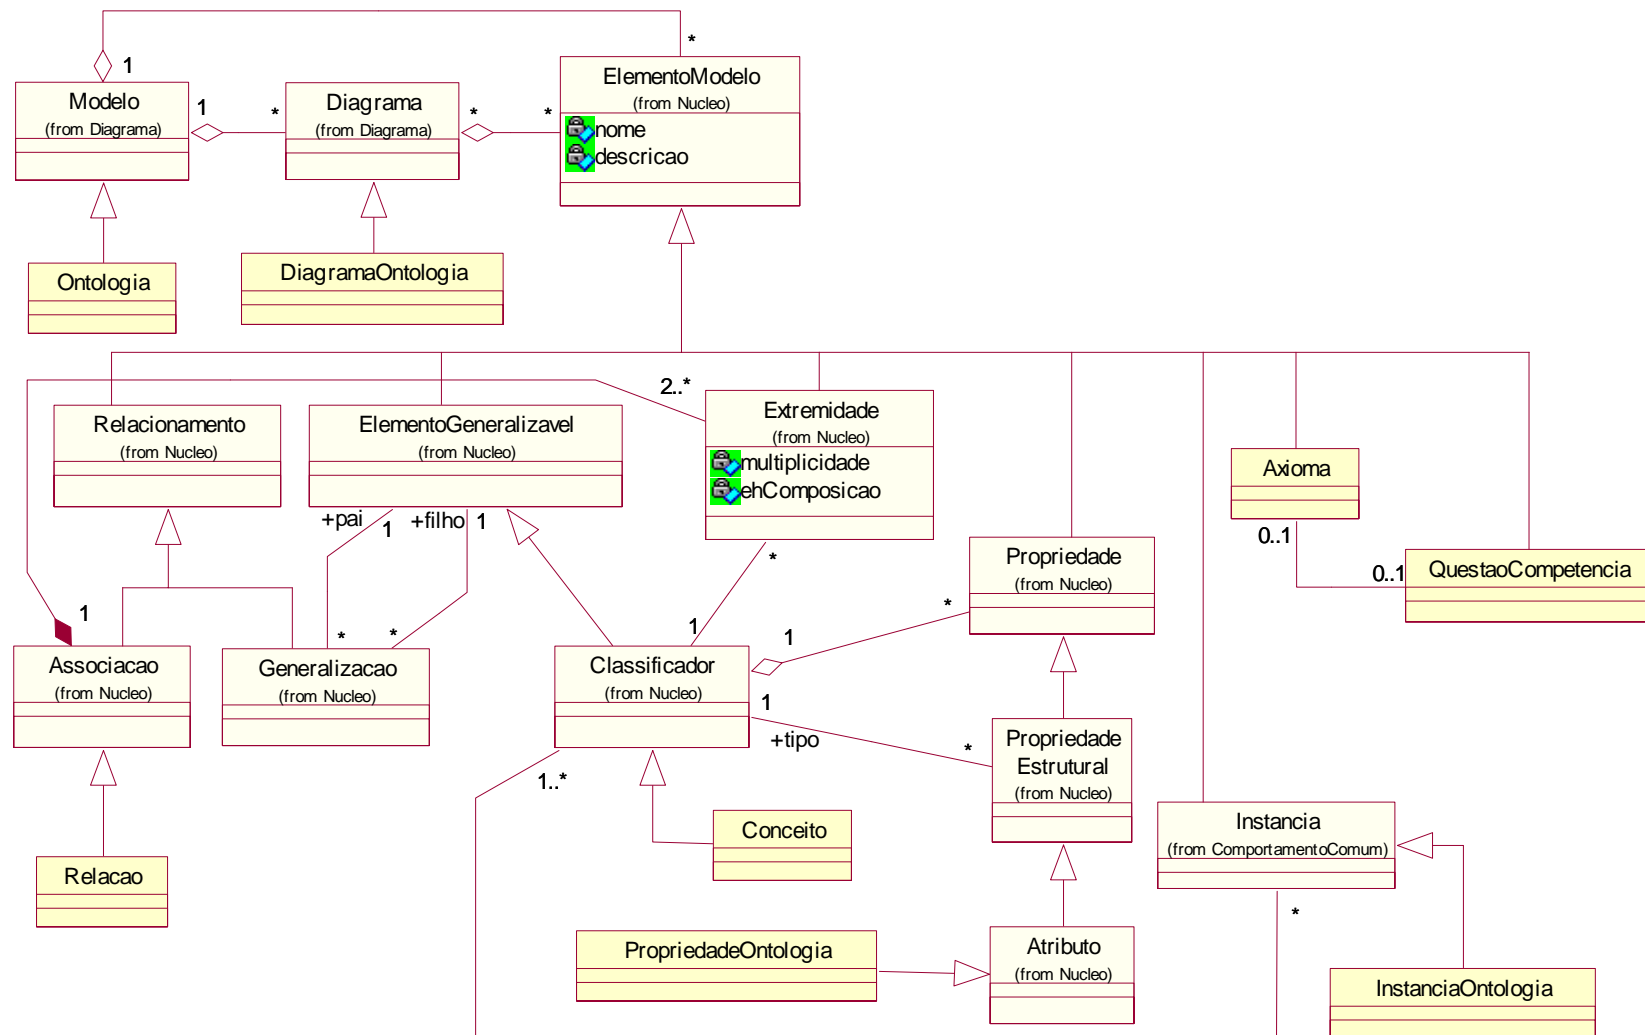 *
1
Modelo
(from Diagrama)
1
*
Diagrama
(from Diagrama)
*
*
ElementoModelo
(from Nucleo)
nome
descricao
Ontologia
DiagramaOntologia
2..*
Relacionamento
(from Nucleo)
ElementoGeneralizavel
(from Nucleo)
Extremidade
(from Nucleo)
multiplicidade
ehComposicao
Axioma
+pai
1
+filho
1
0..1
*
Propriedade
(from Nucleo)
0..1
QuestaoCompetencia
1
*
*
1
1
*
Associacao
(from Nucleo)
Generalizacao
(from Nucleo)
Classificador
(from Nucleo)
1
+tipo
*
Propriedade
Estrutural
(from Nucleo)
1..*
Conceito
Instancia
(from ComportamentoComum)
Relacao
*
PropriedadeOntologia
Atributo
(from Nucleo)
InstanciaOntologia